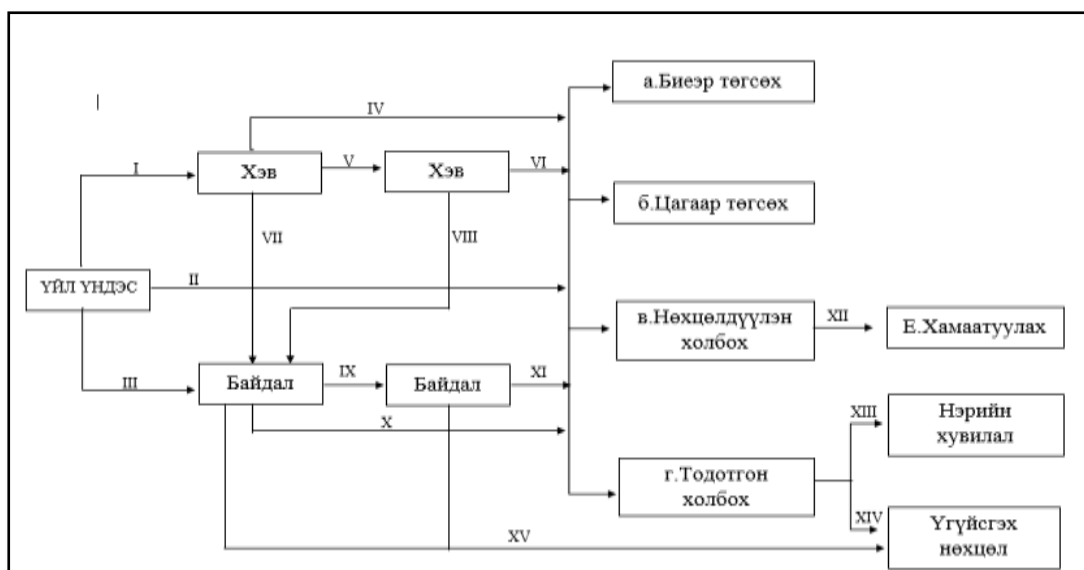 а.Биеэр төгсөх
IV
I
Хэв
V
Хэв
VI
б.Цагаар төгсөх
VII
VIII
ҮЙЛ ҮНДЭС
II
в.Нөхцөлдүүлэн
холбох
XII
Е.Хамаатуулах
III
Байдал
IX
Байдал
XI
X
г.Тодотгон
холбох
XIII
Нэрийн
хувилал
XIV
Үгүйсгэх
нөхцөл
XV